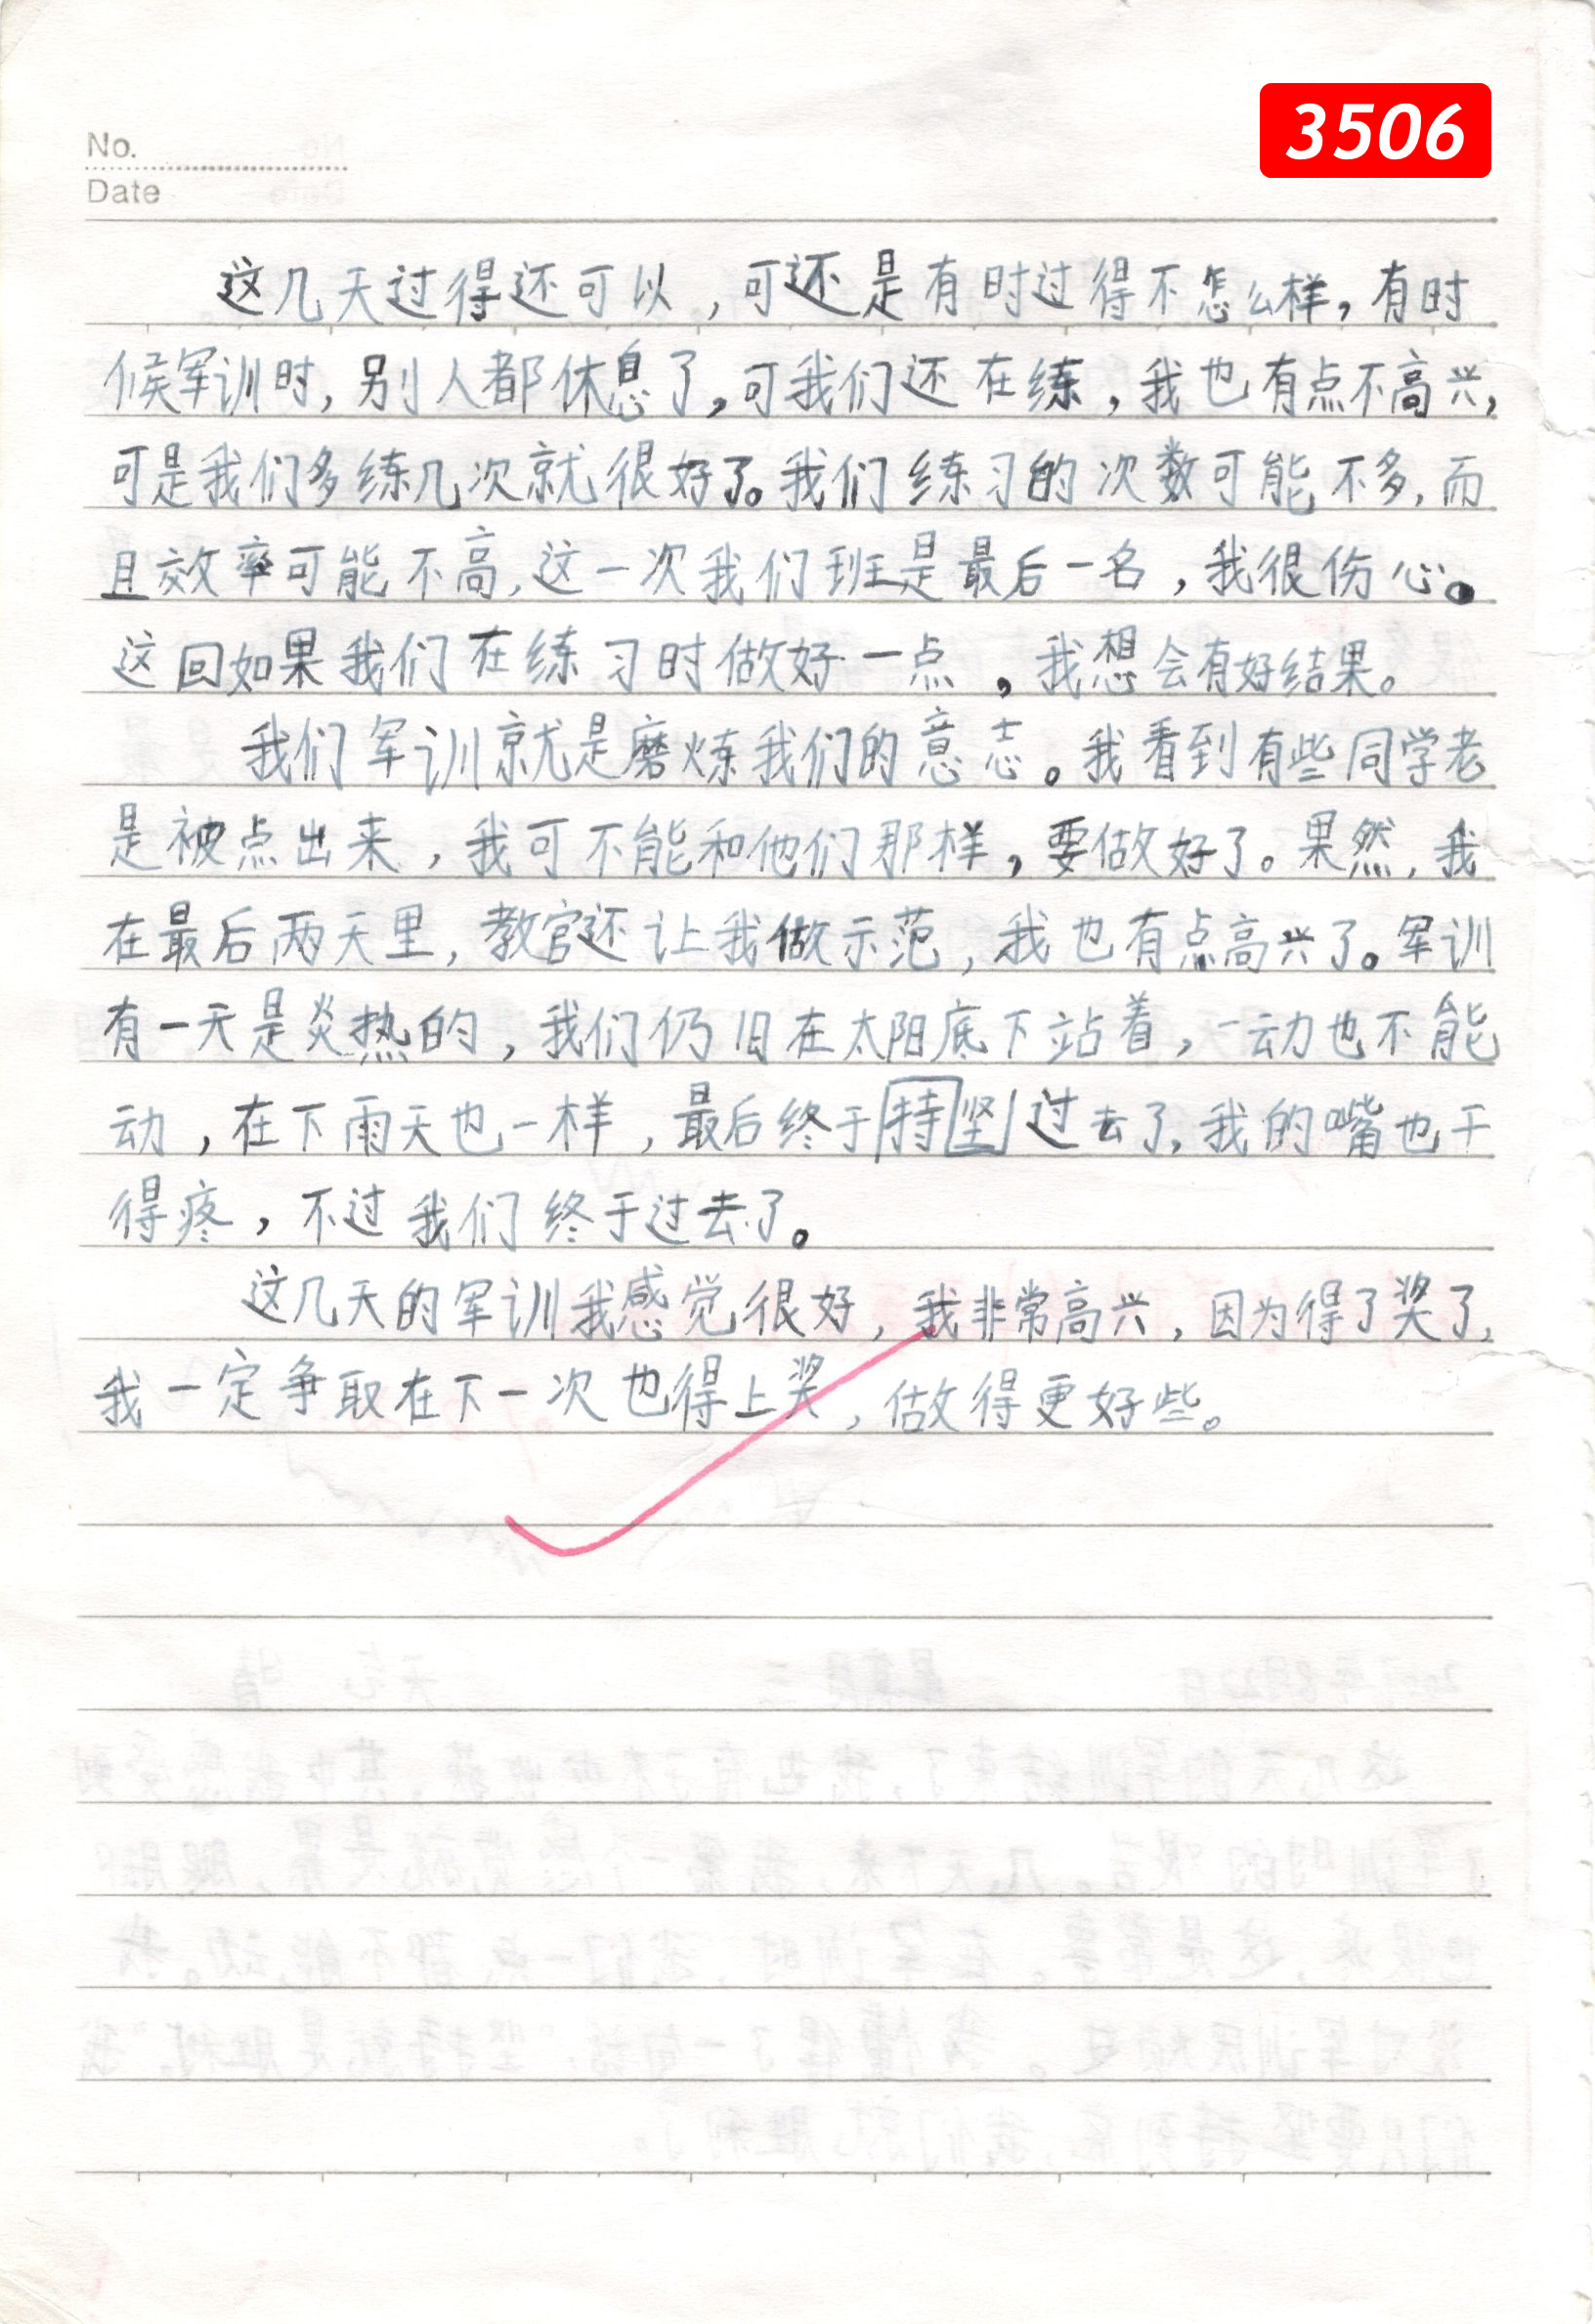 3506
No.
Date
这几天过得还可以，可还是有时过得不怎么样，有时
候军训时，别人都休息了，可我们还在练，我也有点不高兴，
可是我们多练几次就很好了。我们练习的次数可能不多，而
且效率可能不高，这一次我们班是最后一名，我很伤心。
这回如果我们在练习时做好一点，我想会有好结果。
我们军训就是磨炼我们的意志。我看到有些同学老
是被点出来，我可不能和他们那样，要做好了。果然，我
在最后两天里，教官还让我做示范，我也有点高兴了。军训
有一天是炎热的，我们仍旧在太阳底下站着，一动也不能
动，在下雨天也一样，最后终于持坚过去了，我的嘴也干
得疼，不过我们终于过去了。
这几天的军训我感觉很好，我非常高兴，因为得了奖了，
我一定争取在下一次也得上奖，做得更好些。